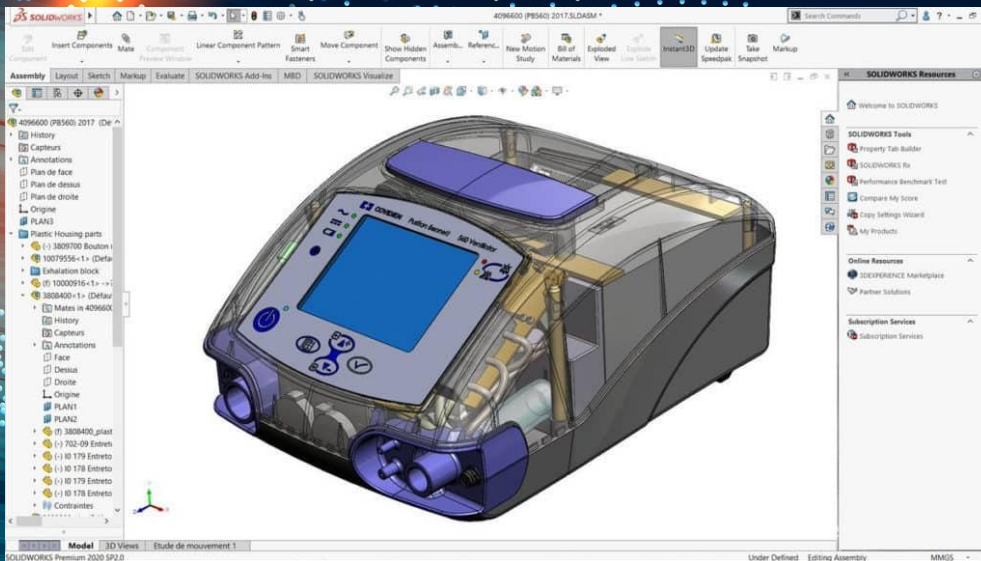 SOLIDWORKS
4096600 (PB560) 2017.SLDASM *
Search Commands
Edit Component
Insert Components
Mate
Component Preview Window
Linear Component Pattern
Smart Fasteners
Move Component
Show Hidden Components
Assemb...
Referenc...
New Motion Study
Bill of Materials
Exploded View
Explode Line Sketch
Instant3D
Update Speedpak
Take Snapshot
Markup
Assembly Layout Sketch Markup Evaluate SOLIDWORKS Add-Ins MBD SOLIDWORKS Visualize
4096600 (PB560) 2017 (De
History
Capteurs
Annotations
Plan de face
Plan de dessus
Plan de droite
Origine
PLAN3
Plastic Housing parts
(-) 3809700 Bouton
10079556<1> (Defa
Exhalation block
(f) 10000916<1> ->
3808400<1> (Défau
Mates in 409660
History
Capteurs
Annotations
Face
Dessus
Droite
Origine
PLAN1
PLAN2
(f) 3808400_plast
(-) 702-09 Entret
(-) I0 179 Entreto
(-) I0 178 Entreto
(-) I0 179 Entreto
(-) I0 178 Entreto
Contraintes
COVIDIEN Puritan Bennett 560 Ventilator
SOLIDWORKS Resources
Welcome to SOLIDWORKS
SOLIDWORKS Tools
Property Tab Builder
SOLIDWORKS Rx
Performance Benchmark Test
Compare My Score
Copy Settings Wizard
My Products
Online Resources
3DEXPERIENCE Marketplace
Partner Solutions
Subscription Services
Subscription Services
Model 3D Views Etude de mouvement 1
SOLIDWORKS Premium 2020 SP2.0
Under Defined Editing Assembly MMGS